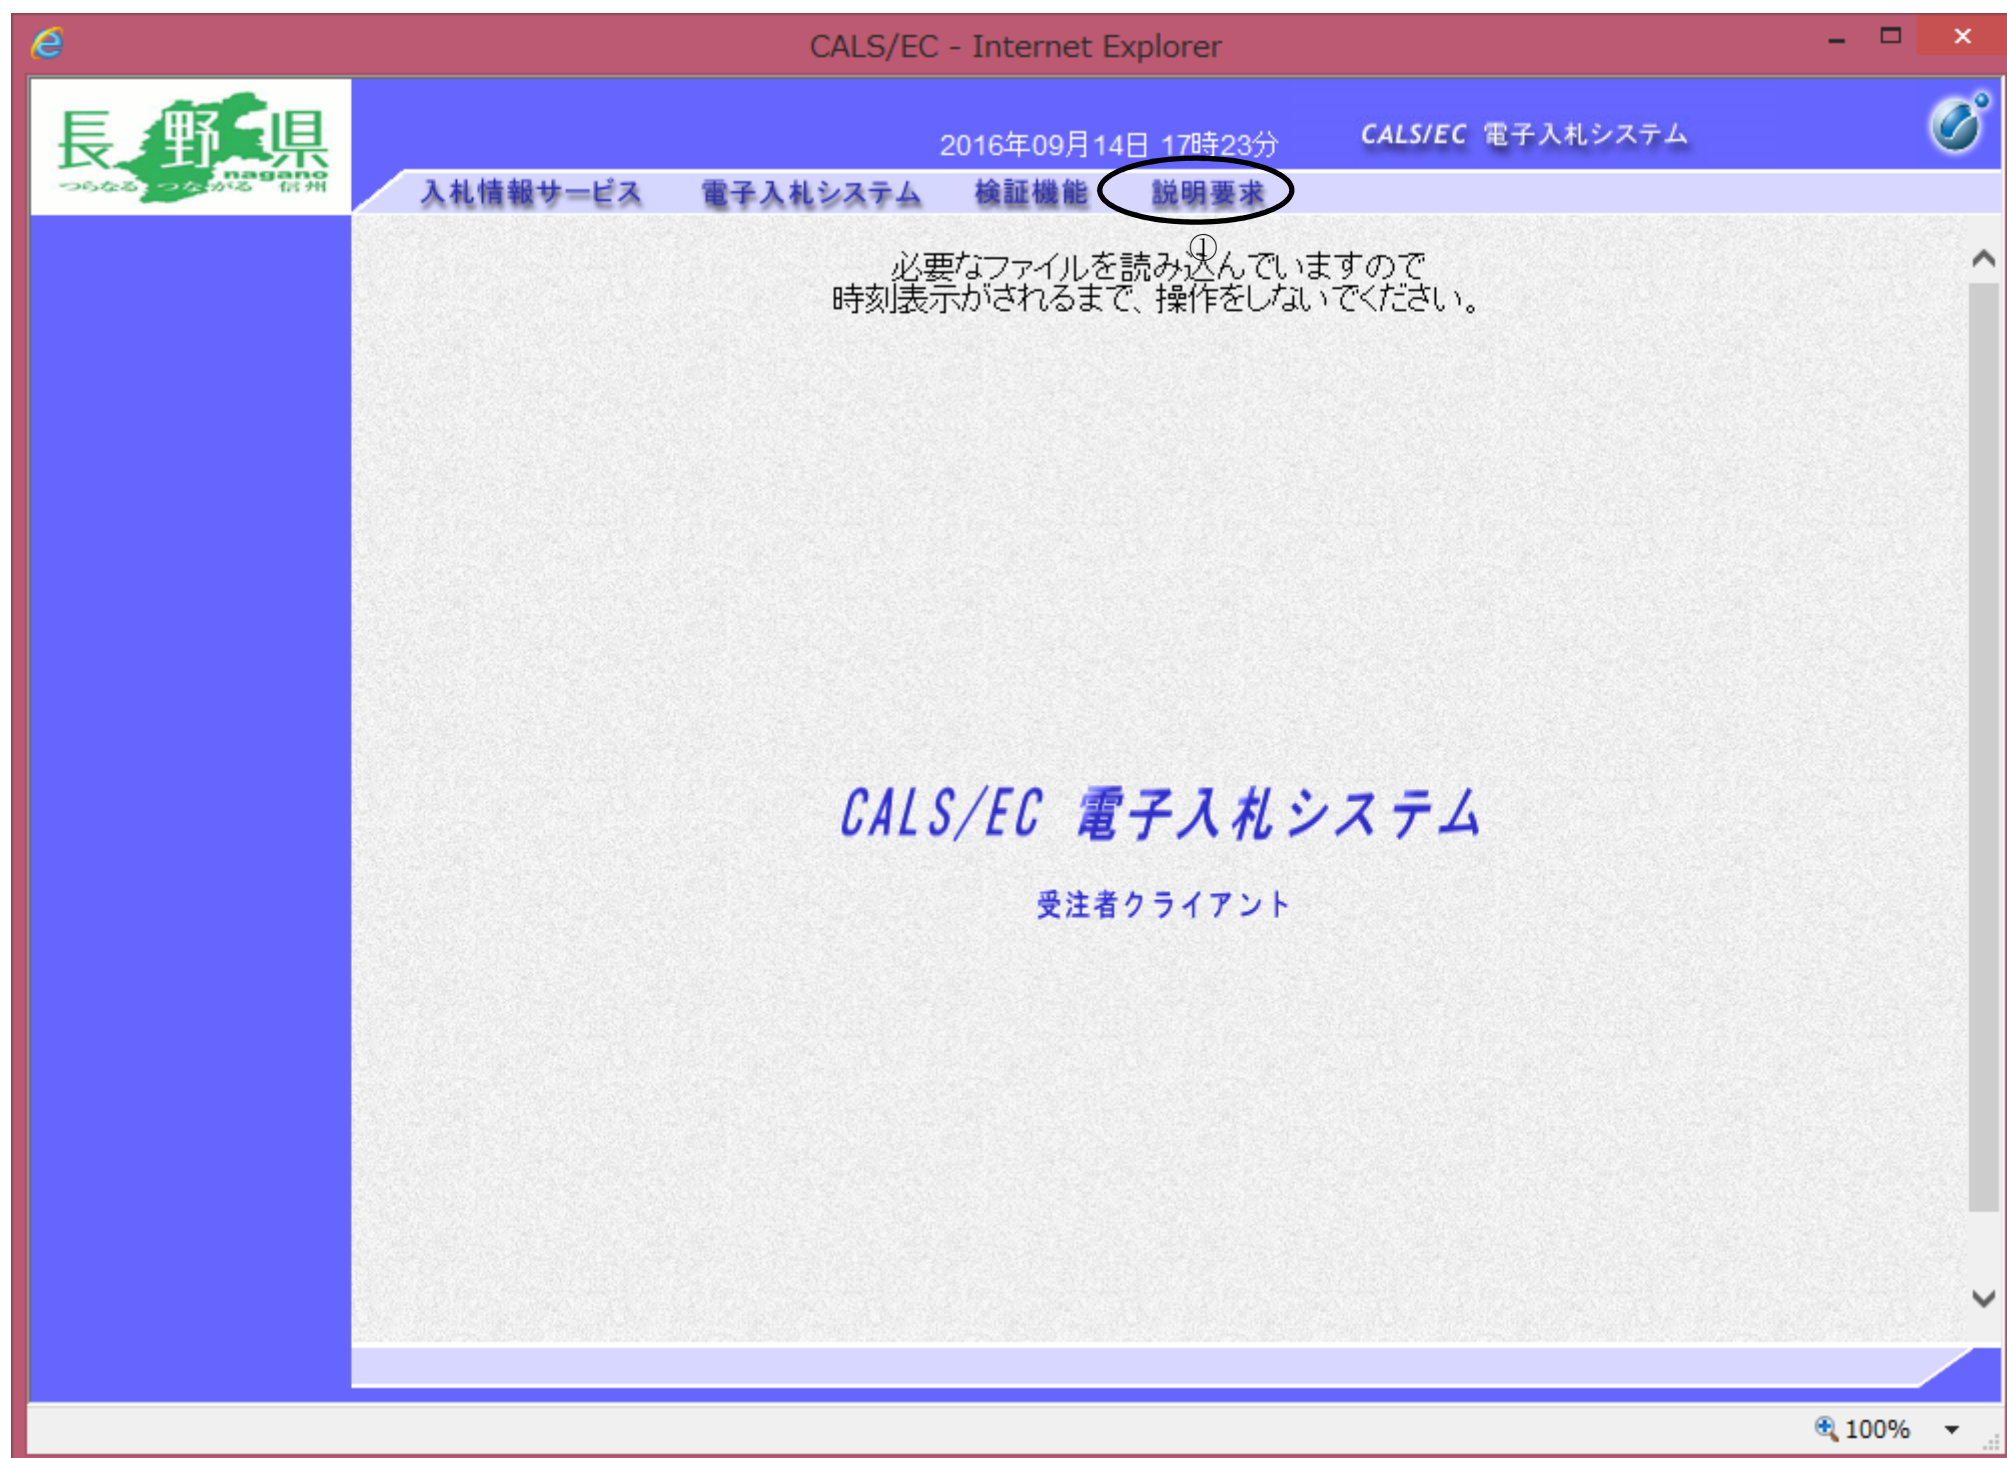 CALS/EC - Internet Explorer
長野県
nagano
つらなる つながる 信州
2016年09月14日 17時23分
CALS/EC 電子入札システム
入札情報サービス 電子入札システム 検証機能 説明要求
①
必要なファイルを読み込んでいますので
時刻表示がされるまで、操作をしないでください。
CALS/EC 電子入札システム
受注者クライアント
100%